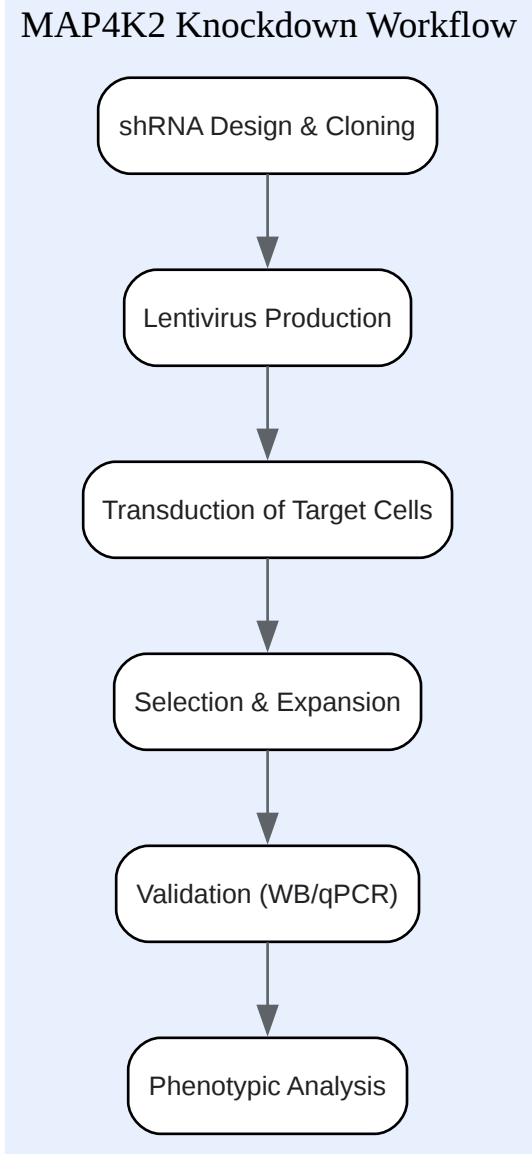 MAP4K2 Knockdown Workflow
shRNA Design & Cloning
Lentivirus Production
Transduction of Target Cells
Selection & Expansion
Validation (WB/qPCR)
Phenotypic Analysis